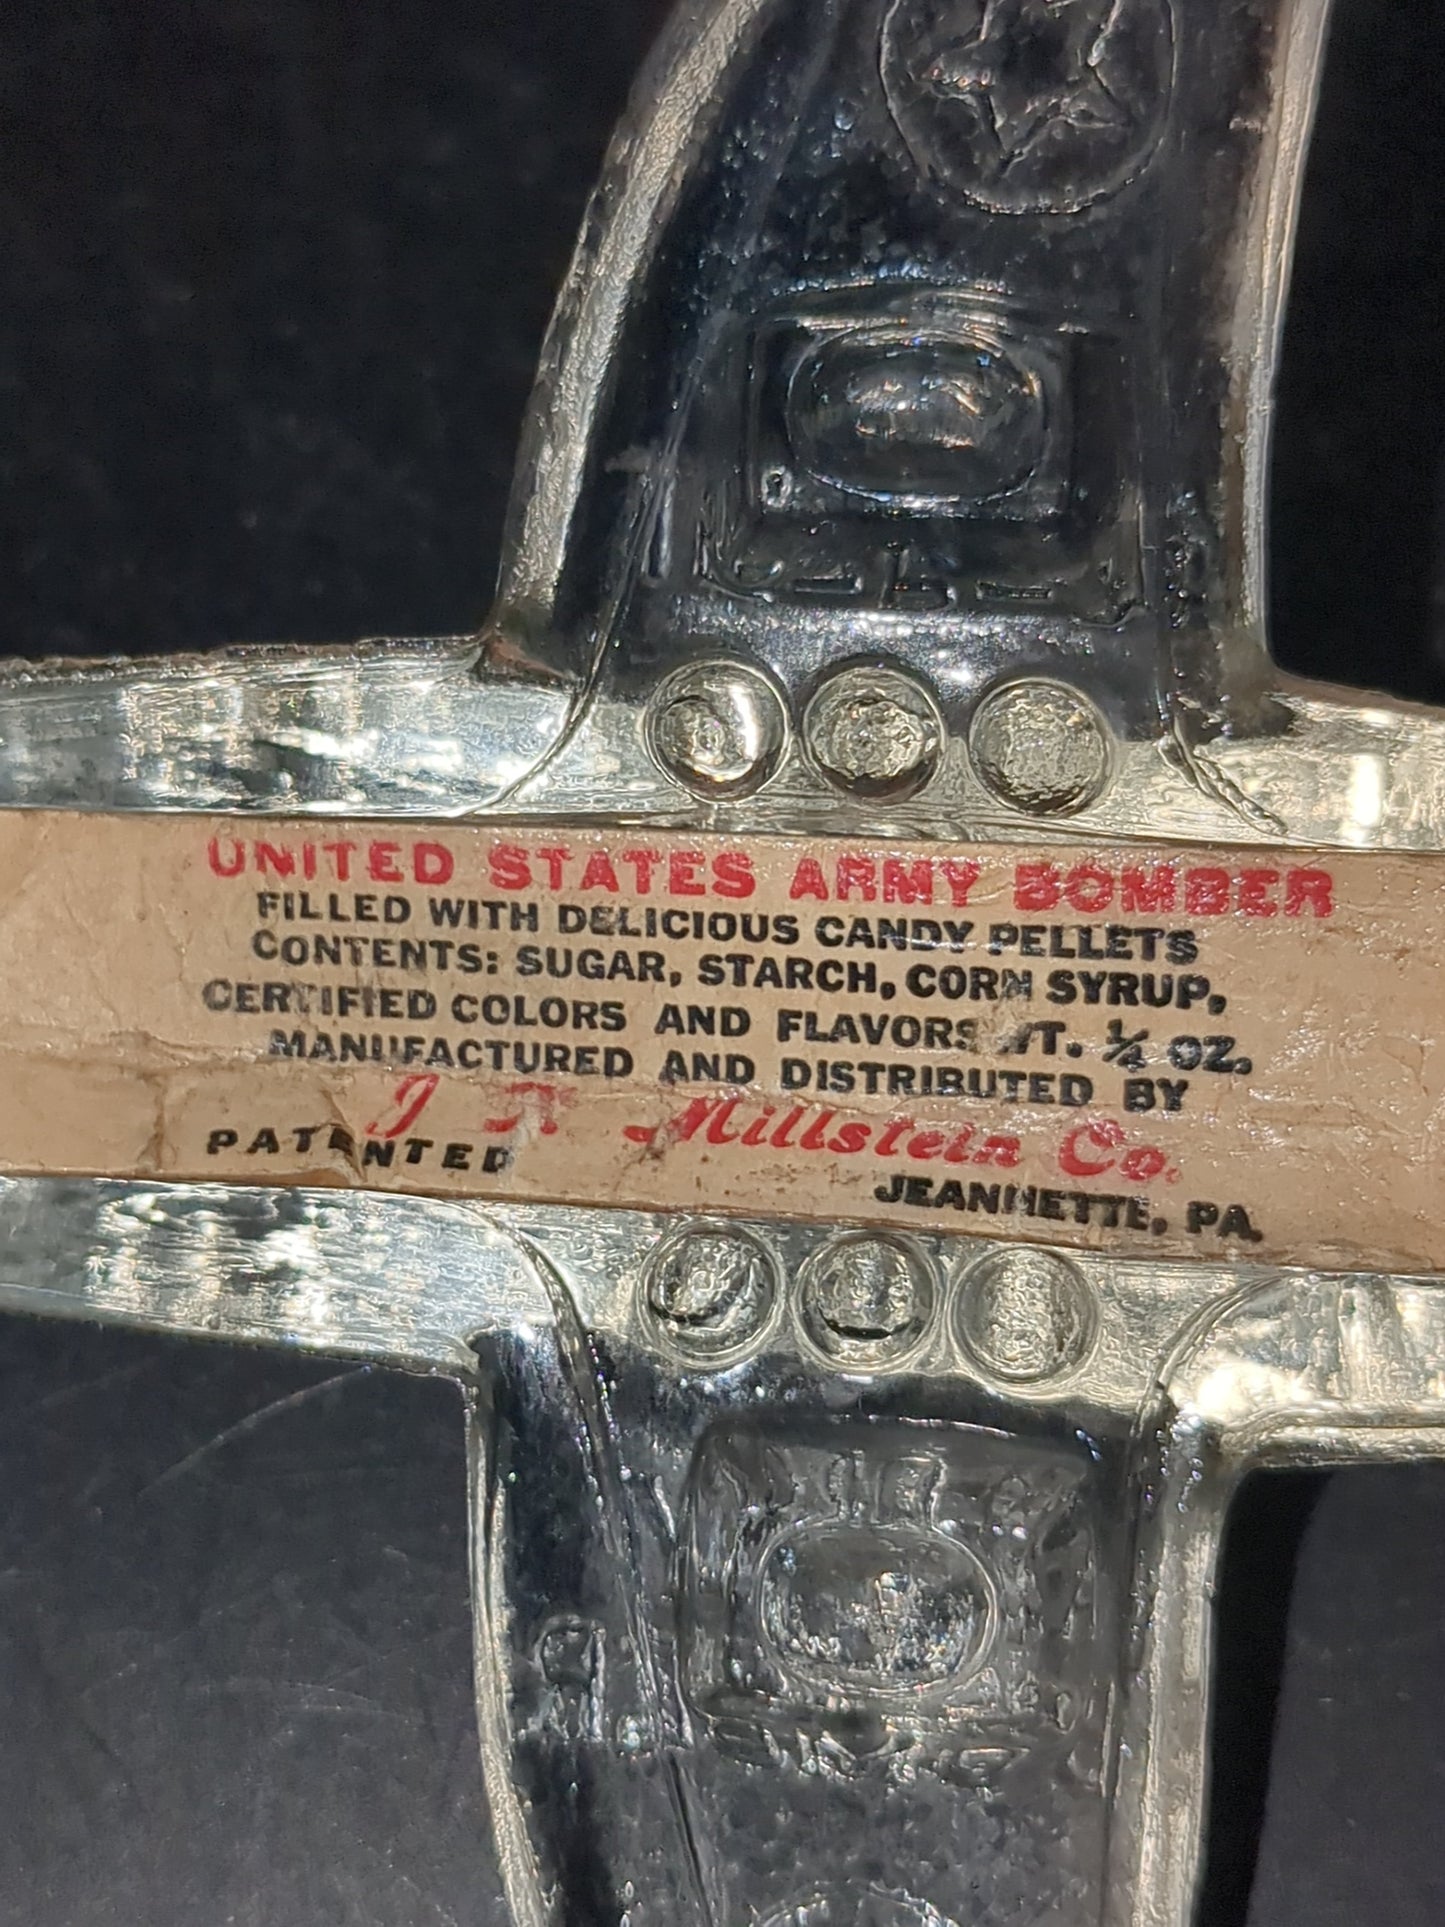 UNITED STATES ARMY BOMBER
FILLED WITH DELICIOUS CANDY PELLETS
CONTENTS: SUGAR, STARCH, CORN SYRUP,
CERTIFIED COLORS AND FLAVORS WT. ¼ OZ.
MANUFACTURED AND DISTRIBUTED BY
J H Millstein Co.
PATENTED
JEANNETTE, PA.